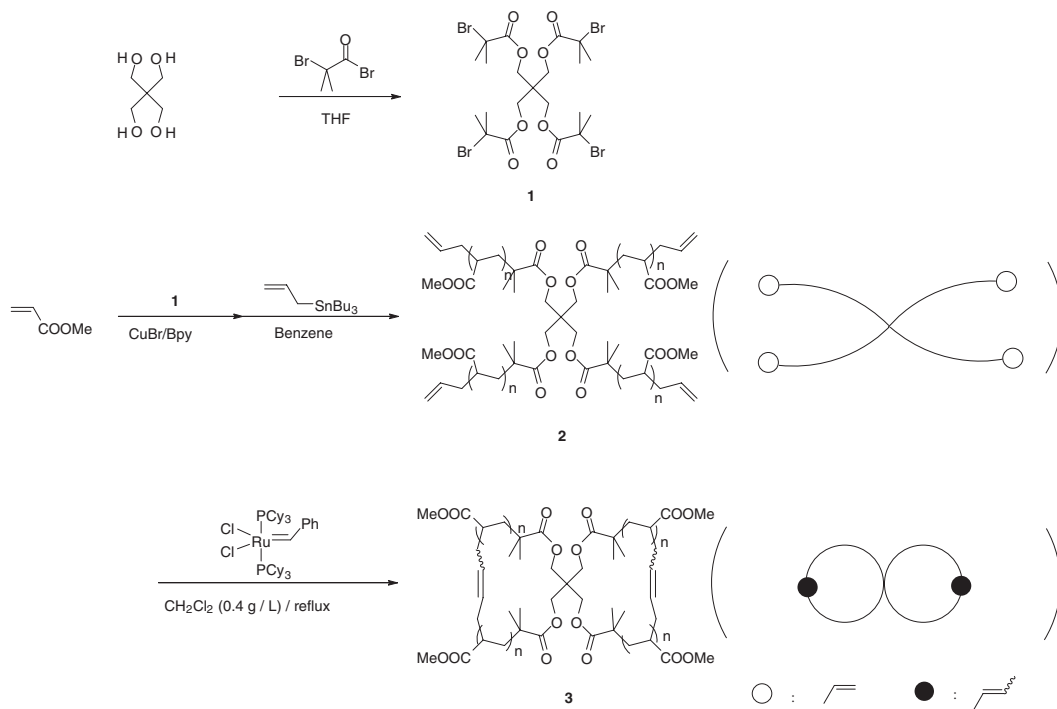 Br O O Br
O O
HO OH Br O
Br
HO OH THF
O O
Br O O Br
1
O O
n O O n
MeOOC COOMe
1 SnBu3
COOMe
CuBr/Bpy Benzene
MeOOC O O COOMe
n O O n
2
PCy3
Cl Ph
Ru
Cl
PCy3
CH2Cl2 (0.4 g / L) / reflux
MeOOC O O COOMe
n O O n
O O
n O O n
MeOOC COOMe
3
: :